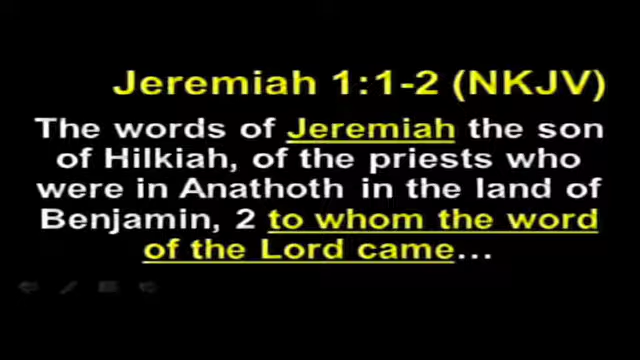 Jeremiah 1:1-2 (NKJV)
The words of Jeremiah the son
of Hilkiah, of the priests who
were in Anathoth in the land of
Benjamin, 2 to whom the word
of the Lord came...